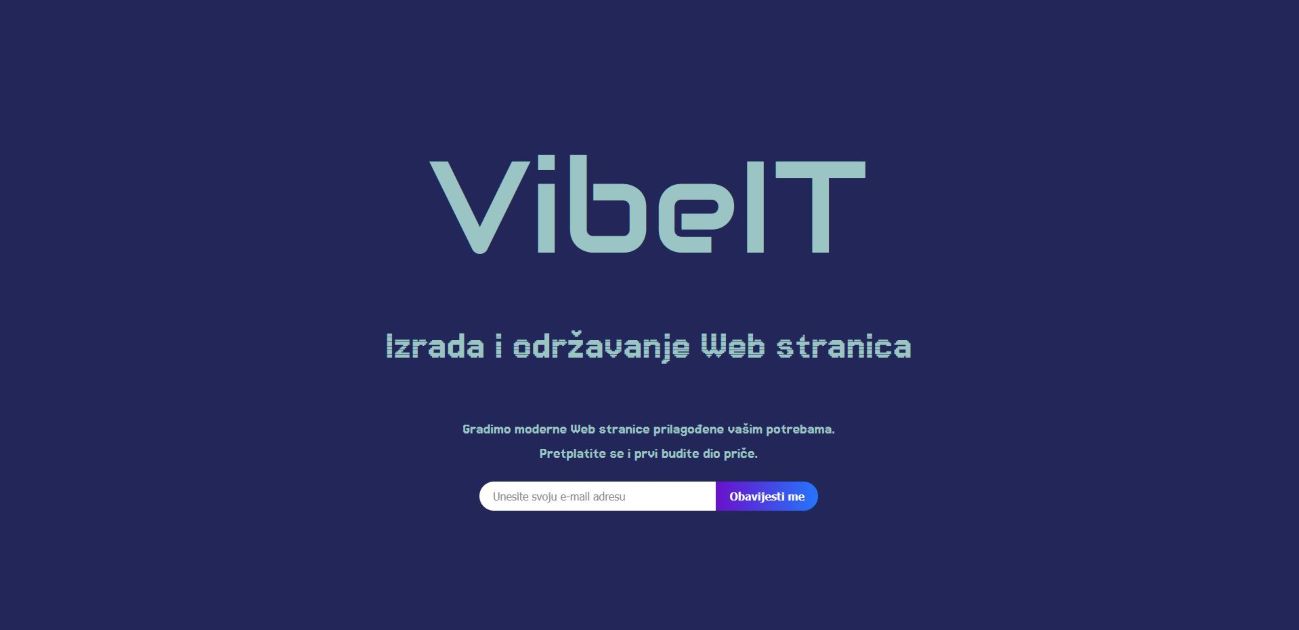 VibeIT
Izrada i održavanje Web stranica
Gradimo moderne Web stranice prilagođene vašim potrebama.
Pretplatite se i prvi budite dio priče.
Unesite svoju e-mail adresu
Obavijesti me